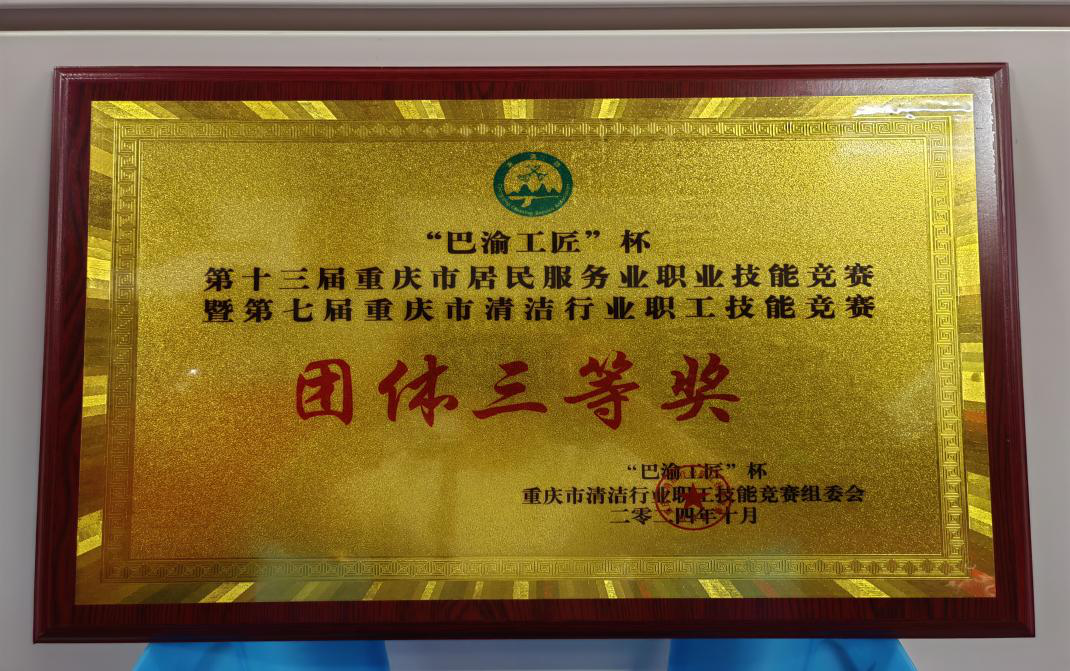 “巴渝工匠”杯
第十三届重庆市居民服务业职业技能竞赛
暨第七届重庆市清洁行业职工技能竞赛
团体三等奖
“巴渝工匠”杯
重庆市清洁行业职工技能竞赛组委会
二零二四年十月